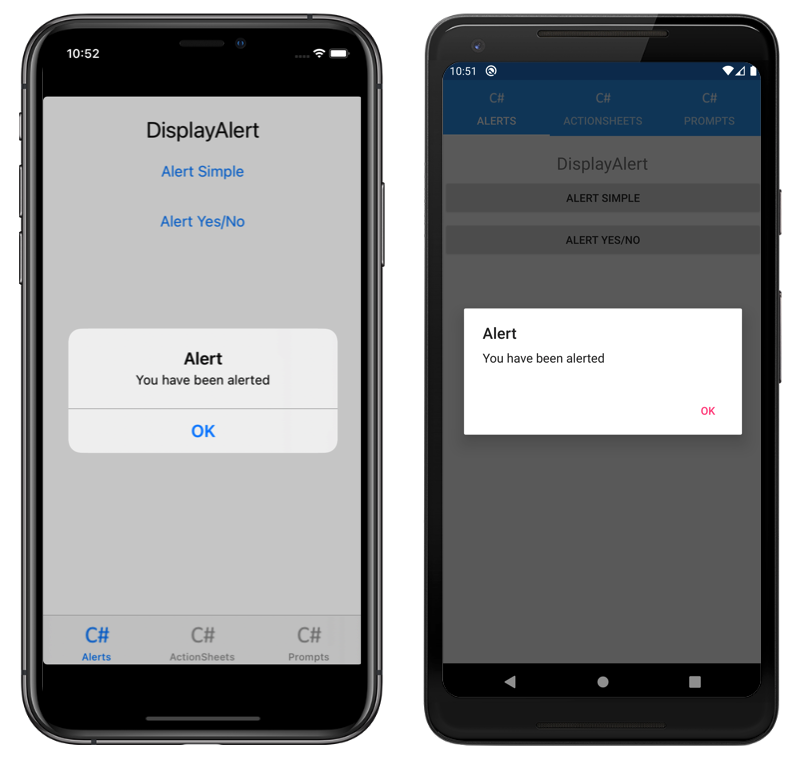 10:52
DisplayAlert
Alert Simple
Alert Yes/No
Alert
You have been alerted
OK
C# C# C#
Alerts ActionSheets Prompts
10:51
C# C# C#
ALERTS ACTIONSHEETS PROMPTS
DisplayAlert
ALERT SIMPLE
ALERT YES/NO
Alert
You have been alerted
OK